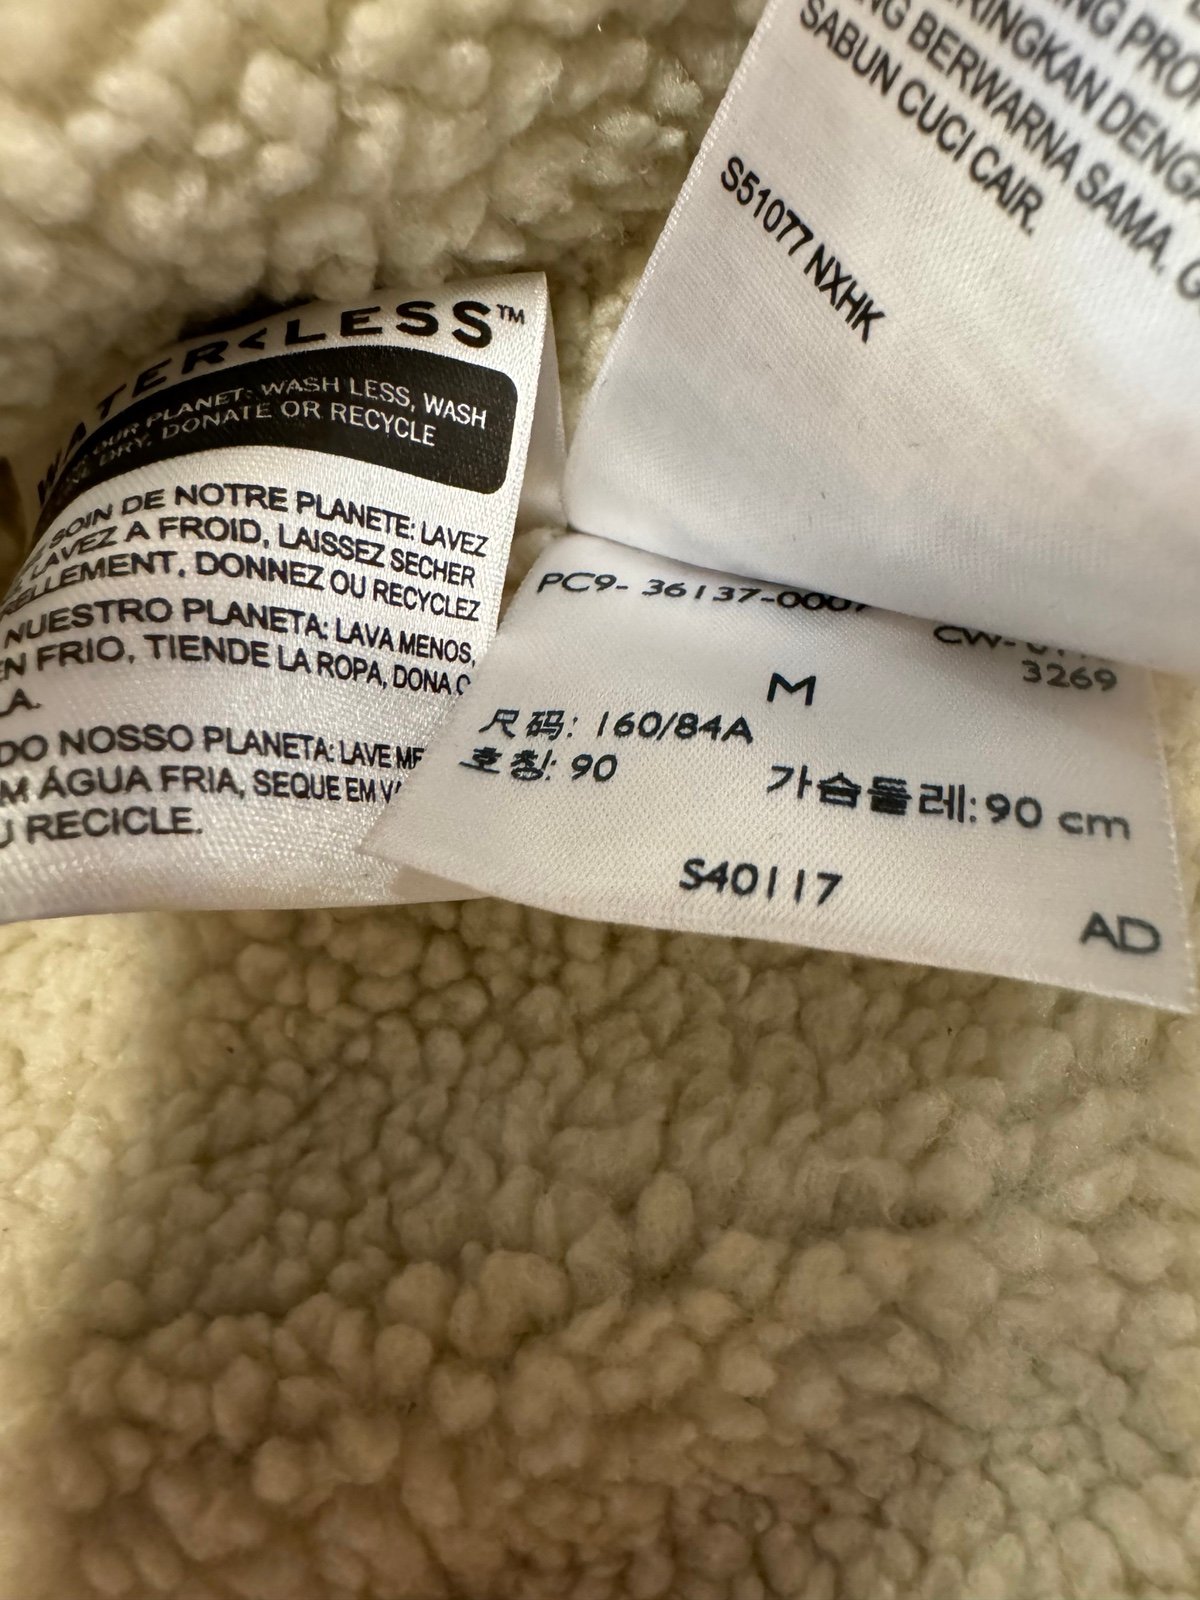 WATER<LESS™
OUR PLANET: WASH LESS, WASH
DRY, DONATE OR RECYCLE
SOIN DE NOTRE PLANETE: LAVEZ
LAVEZ A FROID, LAISSEZ SECHER
DONNEZ OU RECYCLEZ
NUESTRO PLANETA: LAVA MENOS,
EN FRIO, TIENDE LA ROPA, DONA
LA.
DO NOSSO PLANETA: LAVE
ÁGUA FRIA, SEQUE EM
RECICLE.
BERWARNA SAMA.
SABUN CUCI CAIR.
S51077 NXHK
PC9- 36137-0007
3269
M
尺码: 160/84A
호칭: 90
가슴둘레: 90 cm
S40117
AD